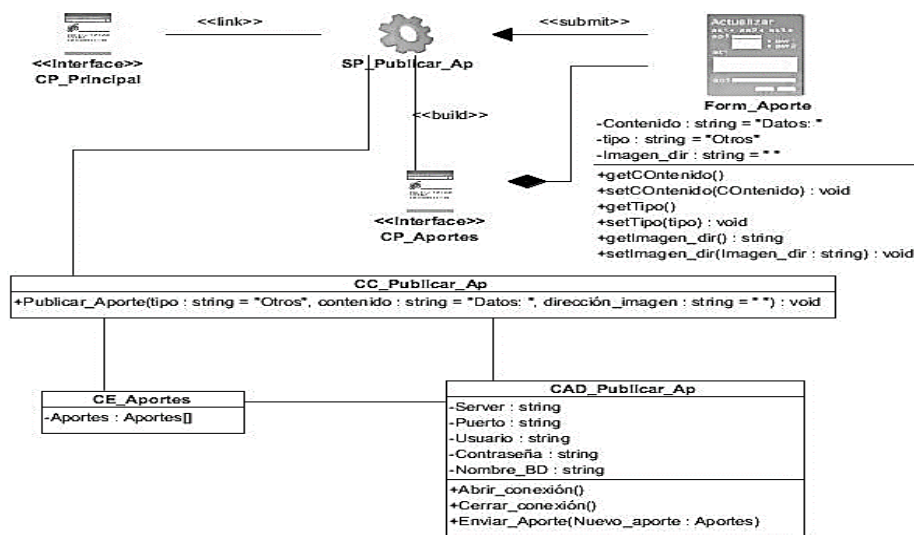 <<link>>
<<submit>>
Actualizar
<<Interface>>
CP_Principal
SP_Publicar_Ap
Form_Aporte
-Contenido : string = "Datos: "
-tipo : string = "Otros"
-Imagen_dir : string = " "
+getCOntenido()
+setCOntenido(COntenido) : void
+getTipo()
+setTipo(tipo) : void
+getImagen_dir() : string
+setImagen_dir(Imagen_dir : string) : void
<<build>>
<<Interface>>
CP_Aportes
CC_Publicar_Ap
+Publicar_Aporte(tipo : string = "Otros", contenido : string = "Datos: ", dirección_imagen : string = " ") : void
CE_Aportes
-Aportes : Aportes[]
CAD_Publicar_Ap
-Server : string
-Puerto : string
-Usuario : string
-Contraseña : string
-Nombre_BD : string
+Abrir_conexión()
+Cerrar_conexión()
+Enviar_Aporte(Nuevo_aporte : Aportes)